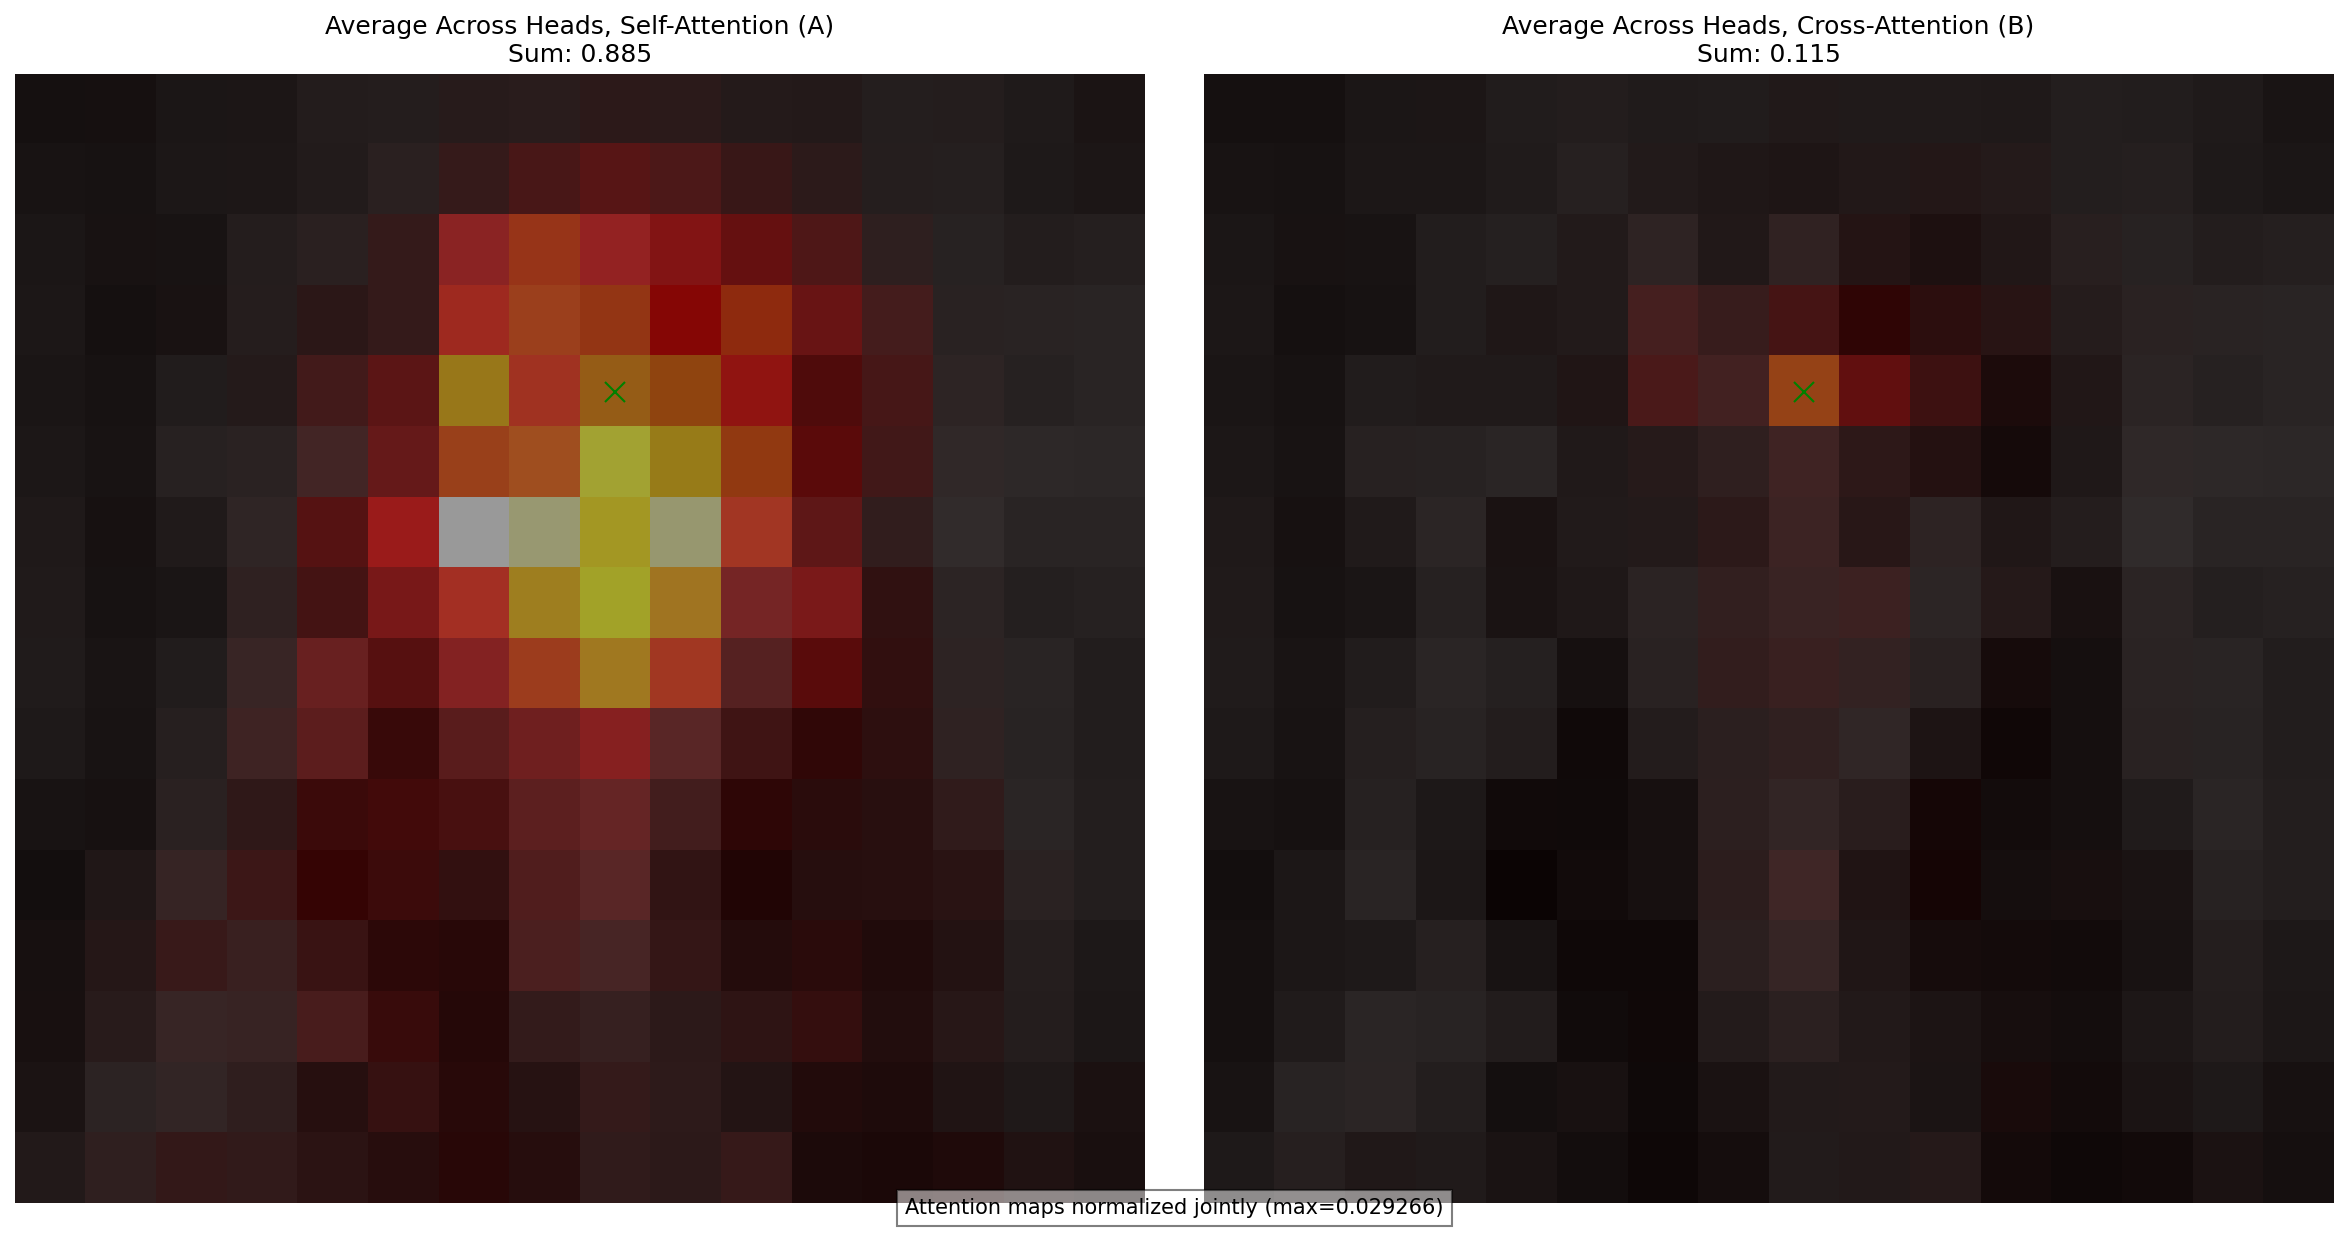 Average Across Heads, Self-Attention (A)
Sum: 0.885
Average Across Heads, Cross-Attention (B)
Sum: 0.115
Attention maps normalized jointly (max=0.029266)